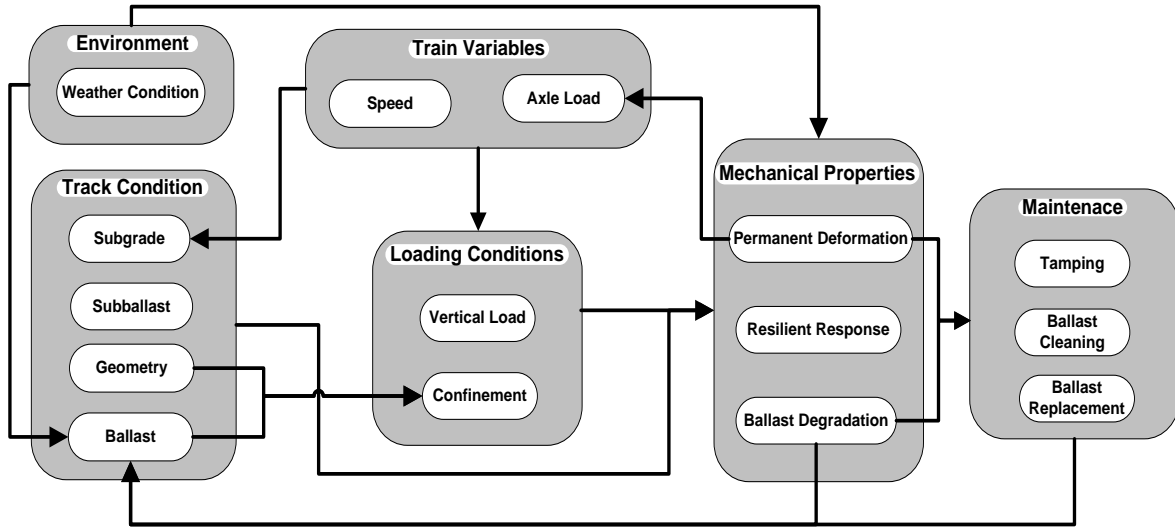 Environment
Weather Condition
Train Variables
Speed
Axle Load
Track Condition
Subgrade
Subballast
Geometry
Ballast
Loading Conditions
Vertical Load
Confinement
Mechanical Properties
Permanent Deformation
Resilient Response
Ballast Degradation
Maintenace
Tamping
Ballast
Cleaning
Ballast
Replacement